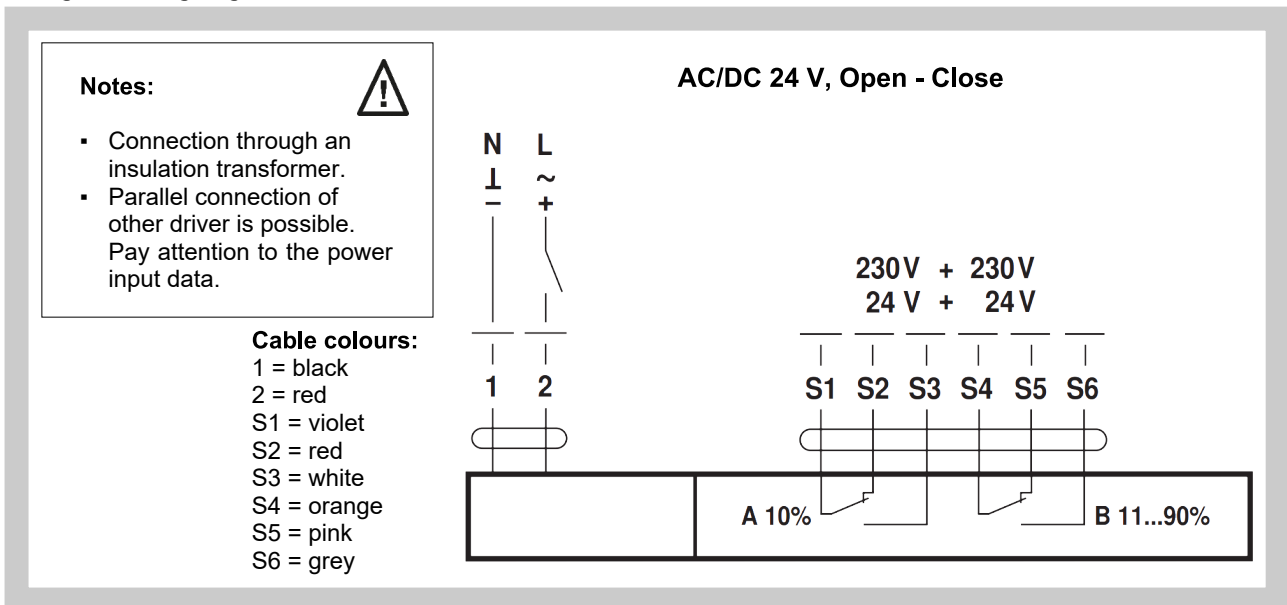 Notes:
▪ Connection through an
insulation transformer.
▪ Parallel connection of
other driver is possible.
Pay attention to the power
input data.
AC/DC 24 V, Open - Close
N L
⊥ ~
– +
230 V + 230 V
24 V + 24 V
Cable colours:
1 = black
2 = red
S1 = violet
S2 = red
S3 = white
S4 = orange
S5 = pink
S6 = grey
1 2
S1 S2 S3 S4 S5 S6
A 10%
B 11...90%